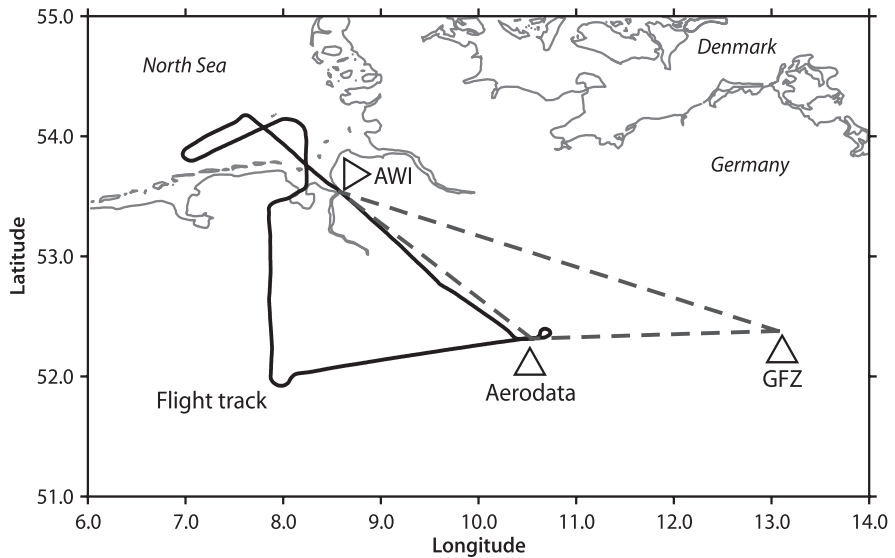 55.0
North Sea
Denmark
54.0
Germany
AWI
Latitude
53.0
52.0
Flight track
Aerodata
GFZ
51.0
6.0 7.0 8.0 9.0 10.0 11.0 12.0 13.0 14.0
Longitude